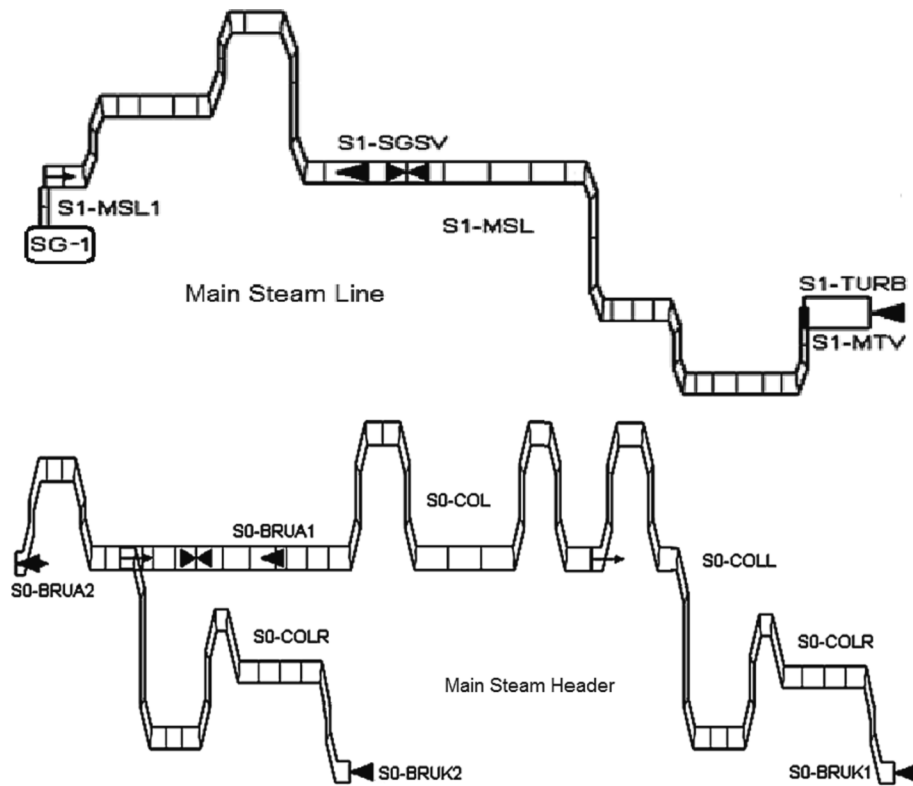 S1-SGSV
S1-MSL1
S1-MSL
SG-1
Main Steam Line
S1-TURB
S1-MTV
S0-COL
S0-BRUA1
S0-COLL
S0-BRUA2
S0-COLR
S0-COLR
Main Steam Header
S0-BRUK2
S0-BRUK1